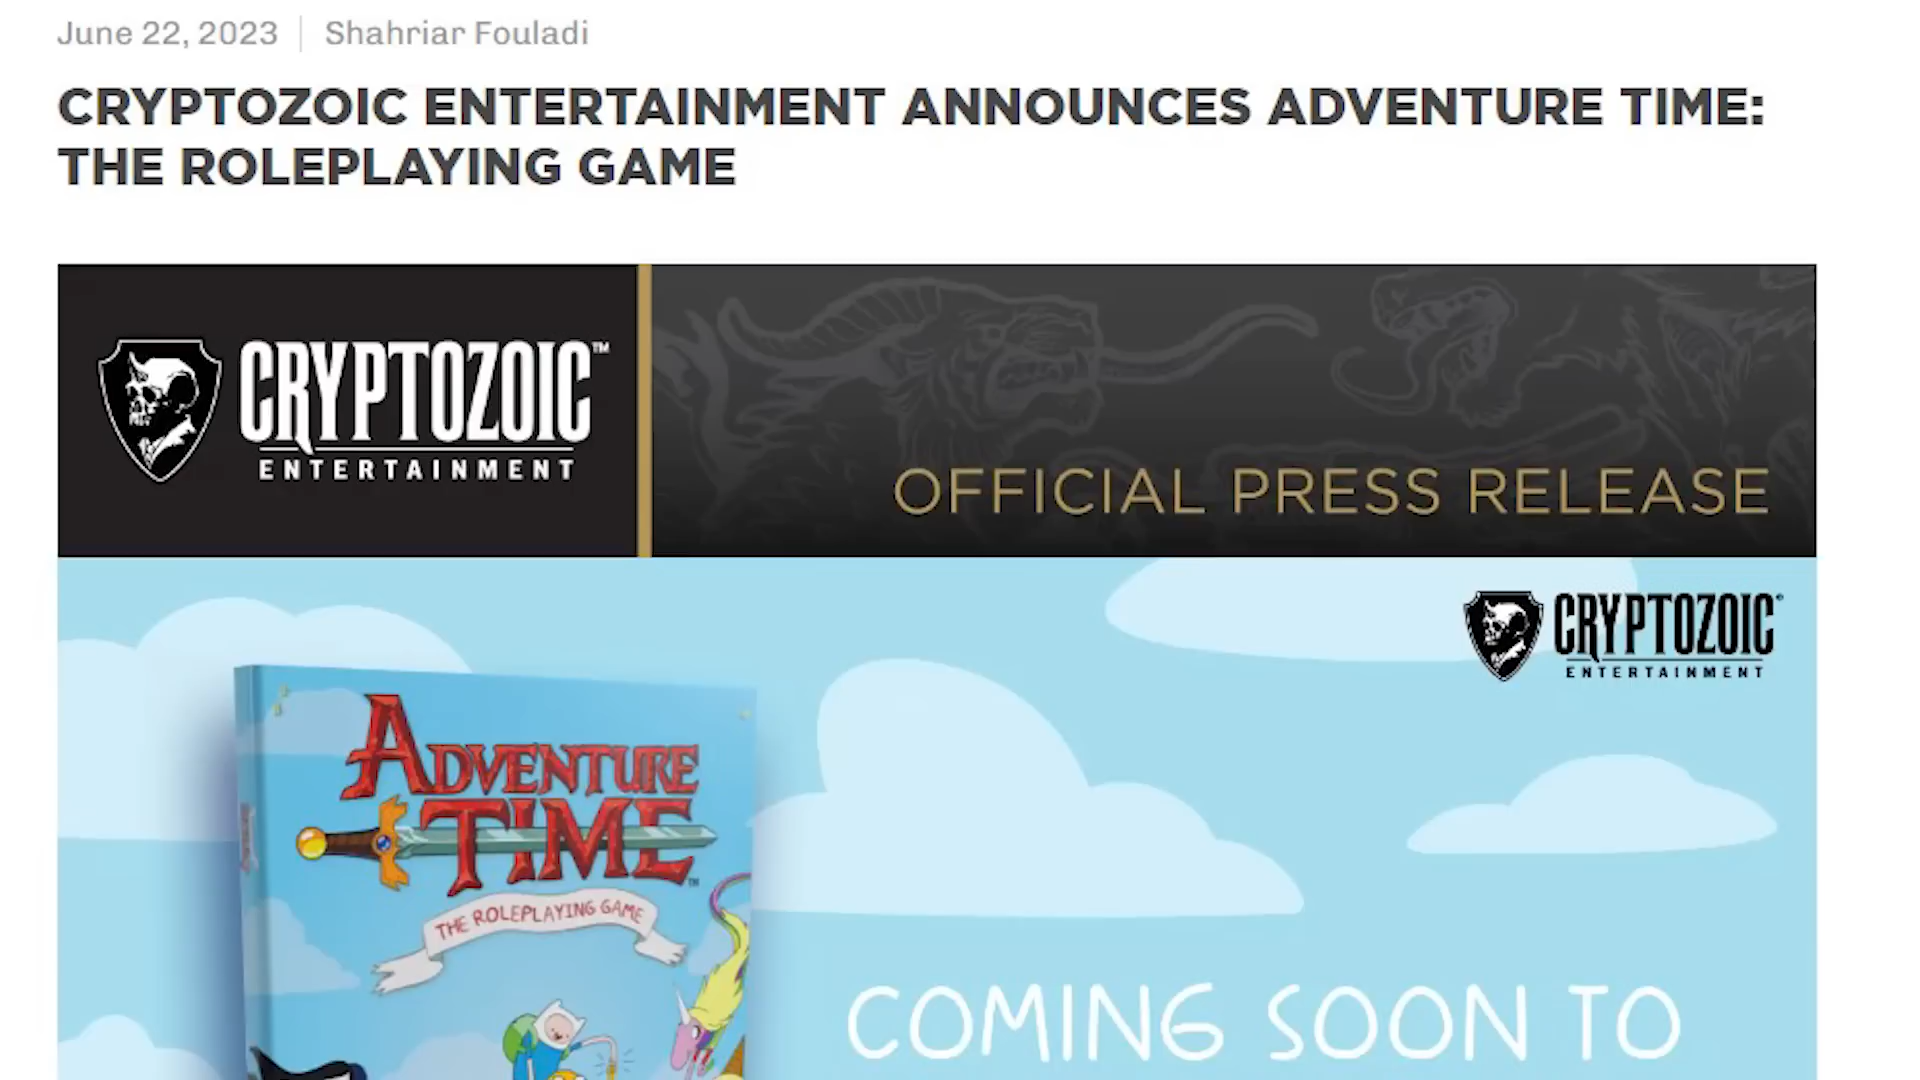 June 22, 2023 Shahriar Fouladi
CRYPTOZOIC ENTERTAINMENT ANNOUNCES ADVENTURE TIME:
THE ROLEPLAYING GAME
CRYPTOZOIC™
ENTERTAINMENT
OFFICIAL PRESS RELEASE
CRYPTOZOIC®
ENTERTAINMENT
ADVENTURE
TIME™
THE ROLEPLAYING GAME
COMING SOON TO